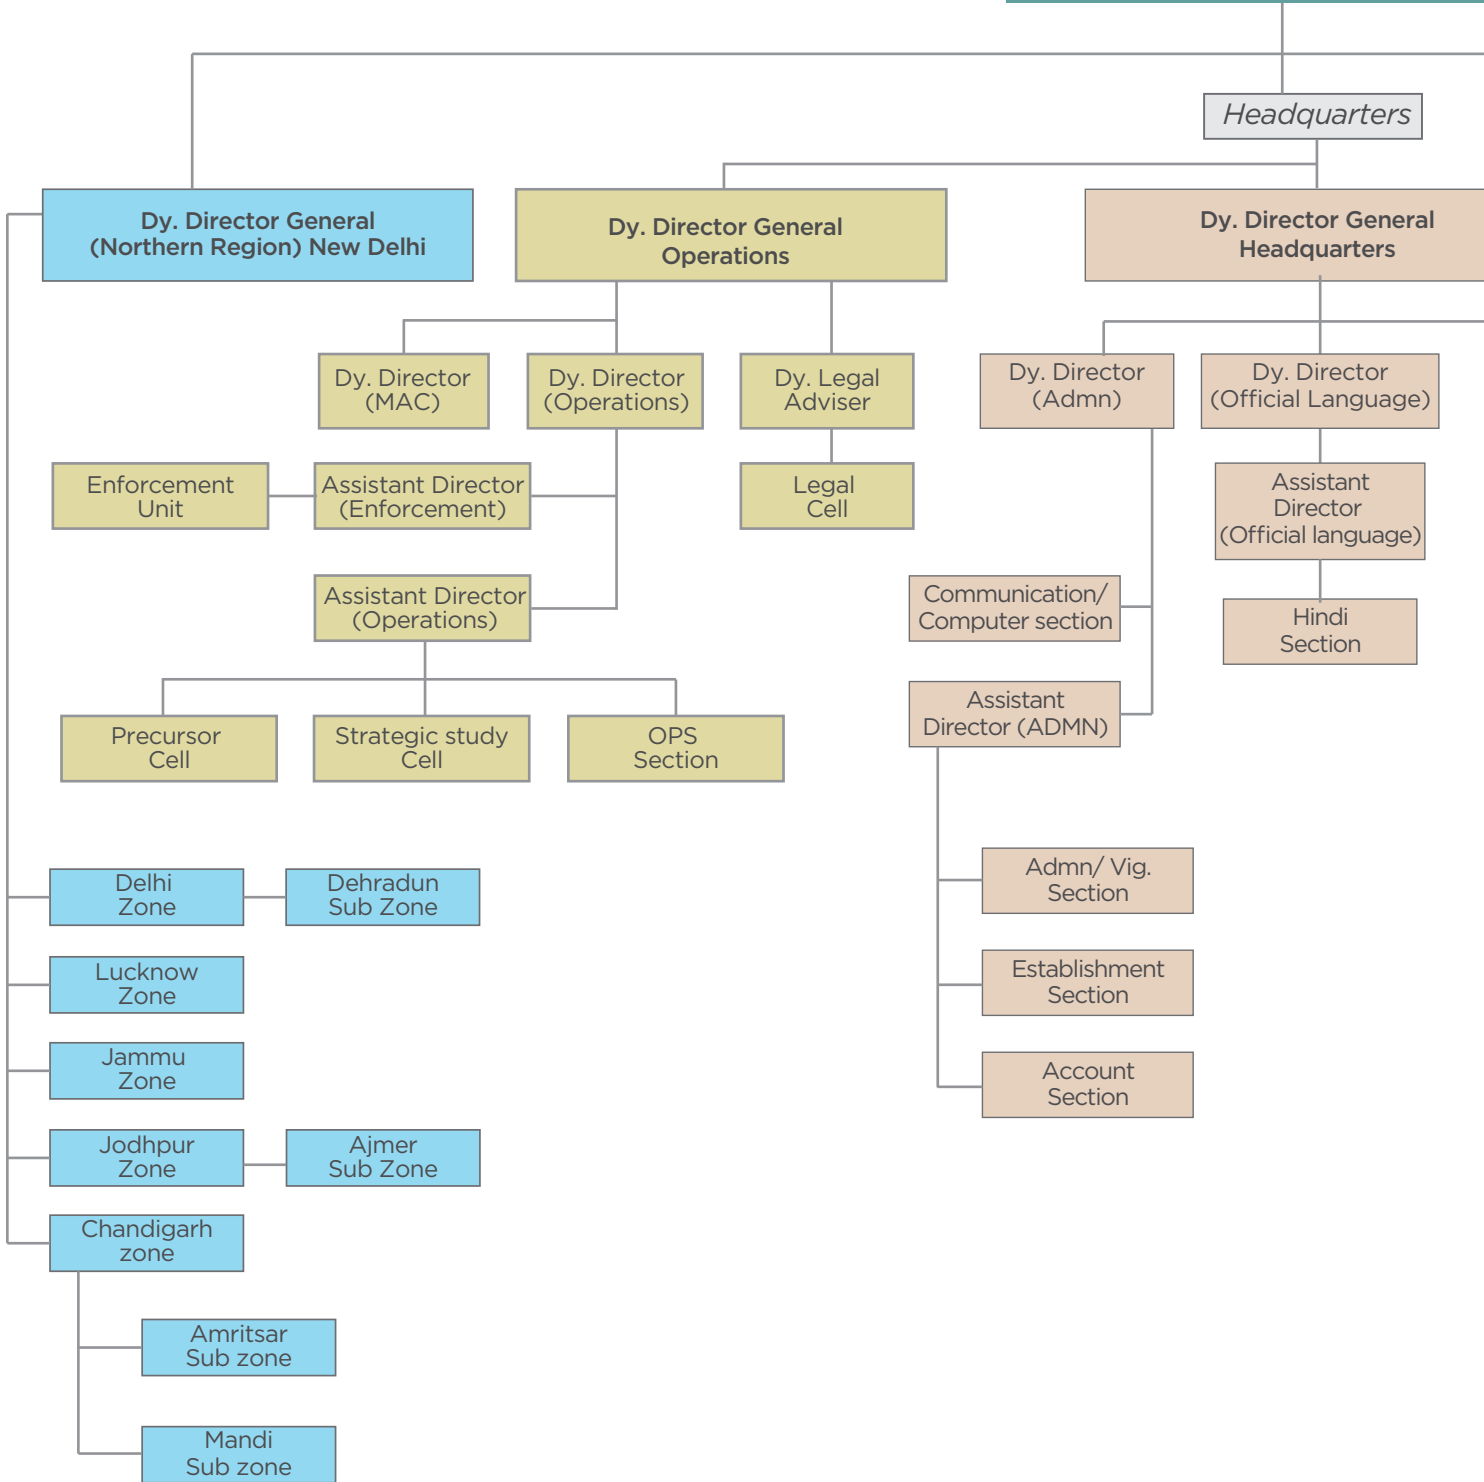 Headquarters
Dy. Director General
(Northern Region) New Delhi
Dy. Director General
Operations
Dy. Director General
Headquarters
Dy. Director
(MAC)
Dy. Director
(Operations)
Dy. Legal
Adviser
Dy. Director
(Admn)
Dy. Director
(Official Language)
Enforcement
Unit
Assistant Director
(Enforcement)
Legal
Cell
Assistant
Director
(Official language)
Assistant Director
(Operations)
Communication/
Computer section
Hindi
Section
Precursor
Cell
Strategic study
Cell
OPS
Section
Assistant
Director (ADMN)
Delhi
Zone
Dehradun
Sub Zone
Admn/ Vig.
Section
Lucknow
Zone
Establishment
Section
Jammu
Zone
Account
Section
Jodhpur
Zone
Ajmer
Sub Zone
Chandigarh
zone
Amritsar
Sub zone
Mandi
Sub zone